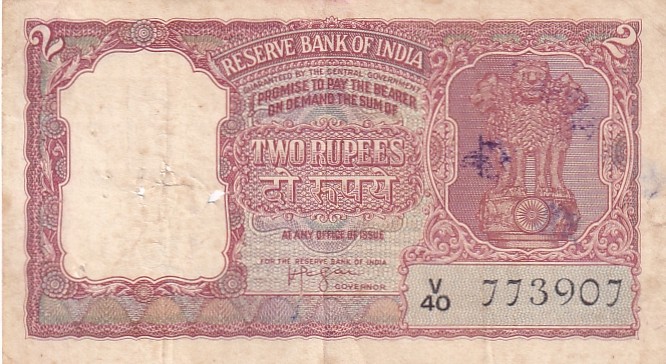 2
2
RESERVE BANK OF INDIA
GUARANTEED BY THE CENTRAL GOVERNMENT
I PROMISE TO PAY THE BEARER
ON DEMAND THE SUM OF
TWO RUPEES
दो रुपये
AT ANY OFFICE OF ISSUE
FOR THE RESERVE BANK OF INDIA
GOVERNOR
V
40
773907